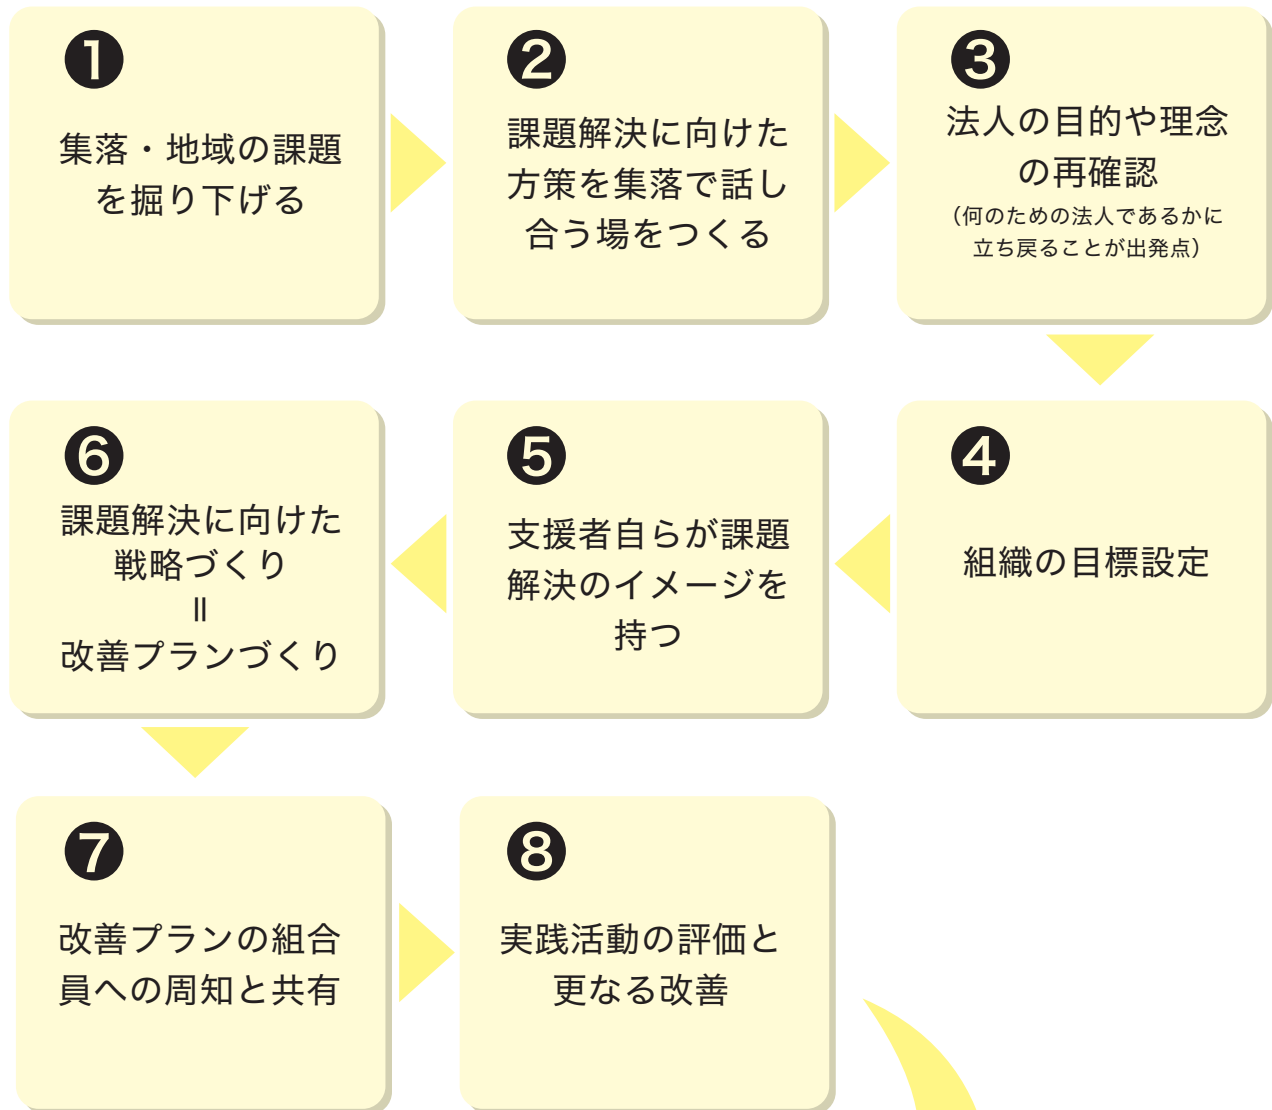 ❶
集落・地域の課題
を掘り下げる
❷
課題解決に向けた
方策を集落で話し
合う場をつくる
❸
法人の目的や理念
の再確認
（何のための法人であるかに
立ち戻ることが出発点）
❹
組織の目標設定
❺
支援者自らが課題
解決のイメージを
持つ
❻
課題解決に向けた
戦略づくり
॥
改善プランづくり
❼
改善プランの組合
員への周知と共有
❽
実践活動の評価と
更なる改善